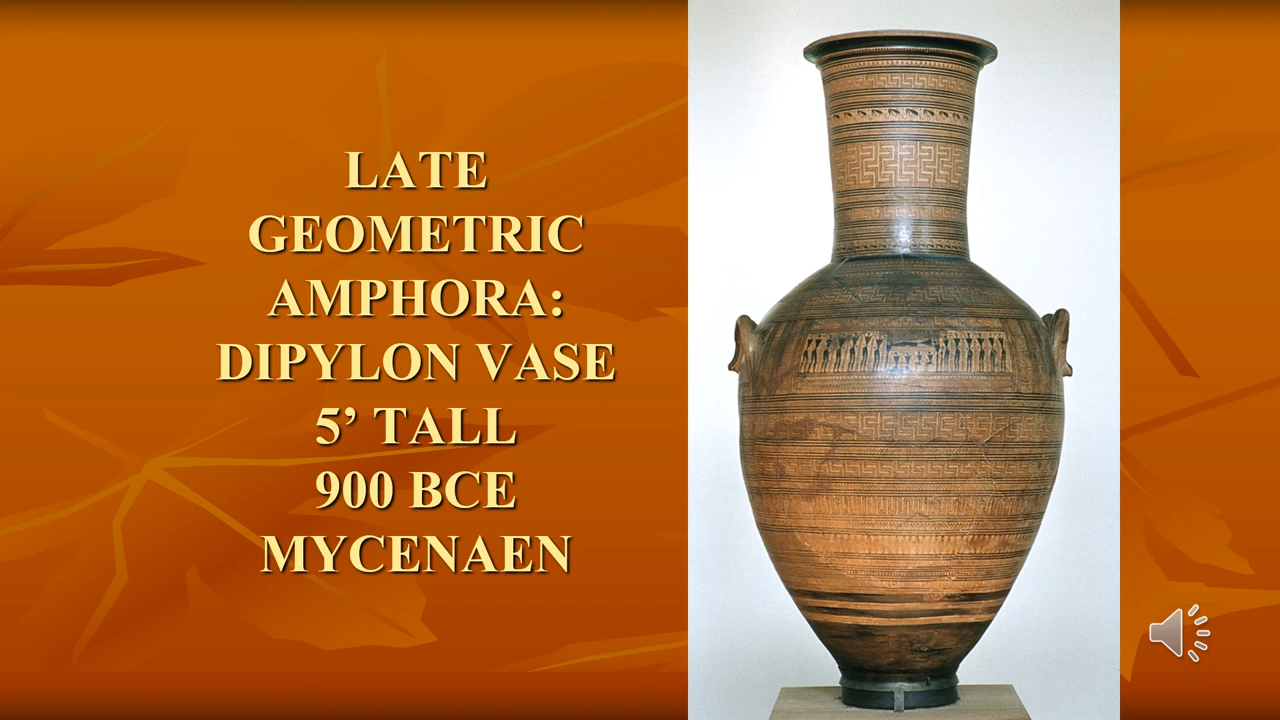 LATE
GEOMETRIC
AMPHORA:
DIPYLON VASE
5’ TALL
900 BCE
MYCENAEN